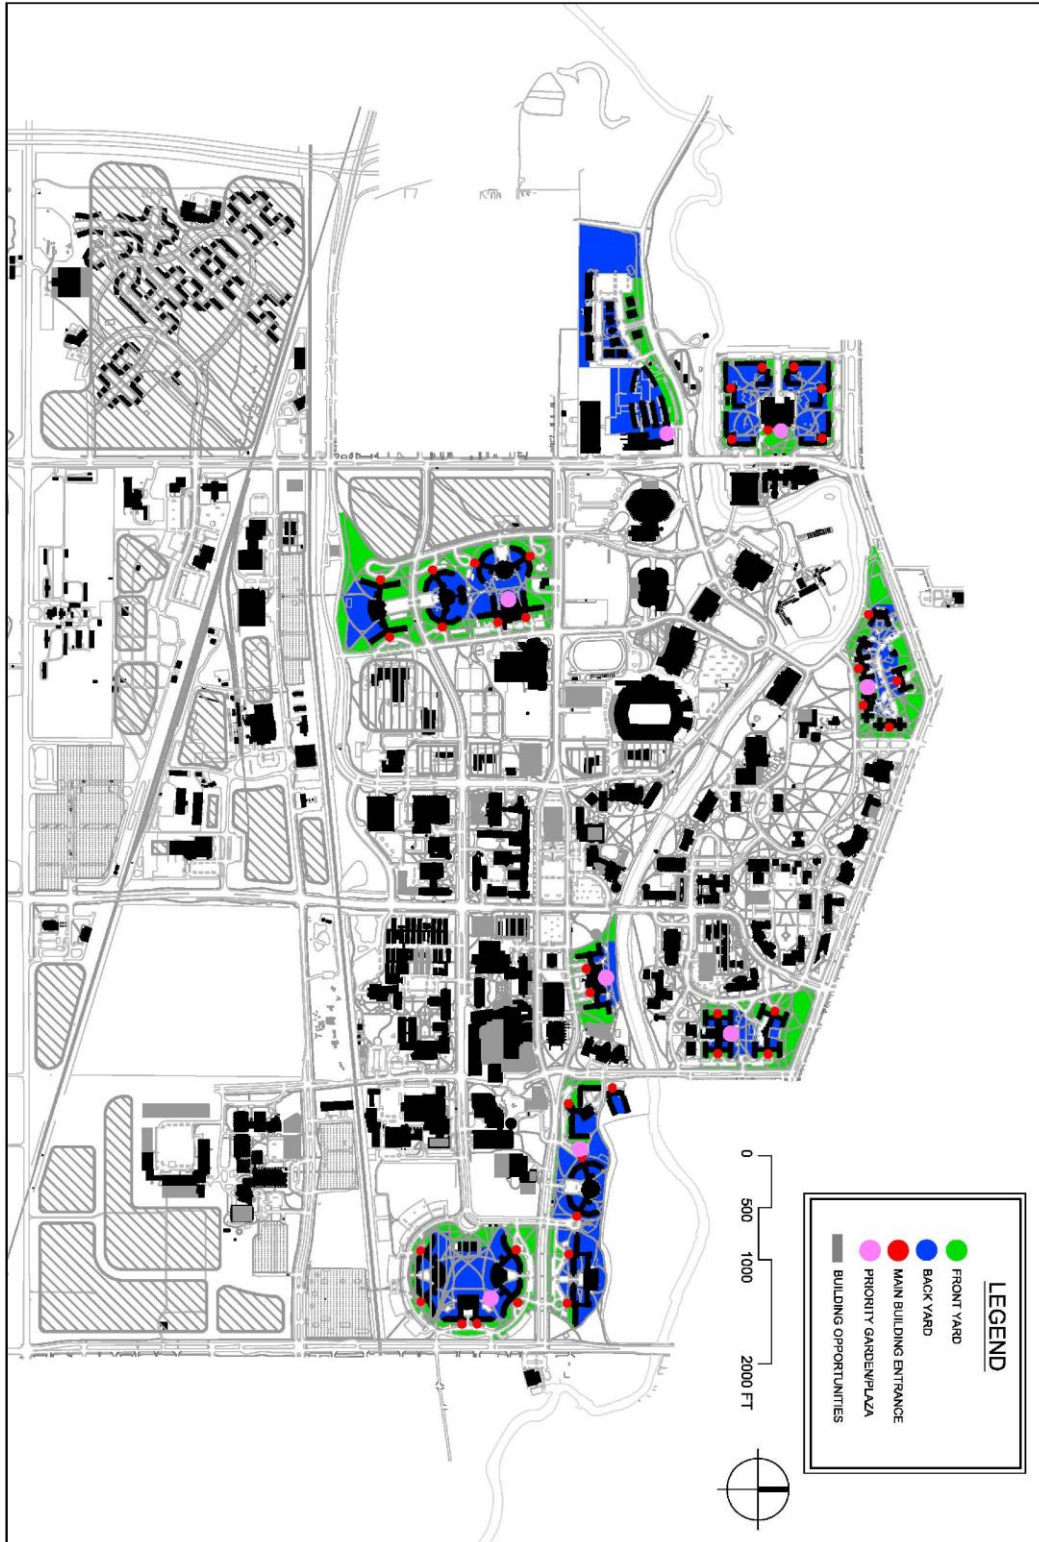 LEGEND
FRONT YARD
BACK YARD
MAIN BUILDING ENTRANCE
PRIORITY GARDEN/PLAZA
BUILDING OPPORTUNITIES
0
500
1000
2000 FT